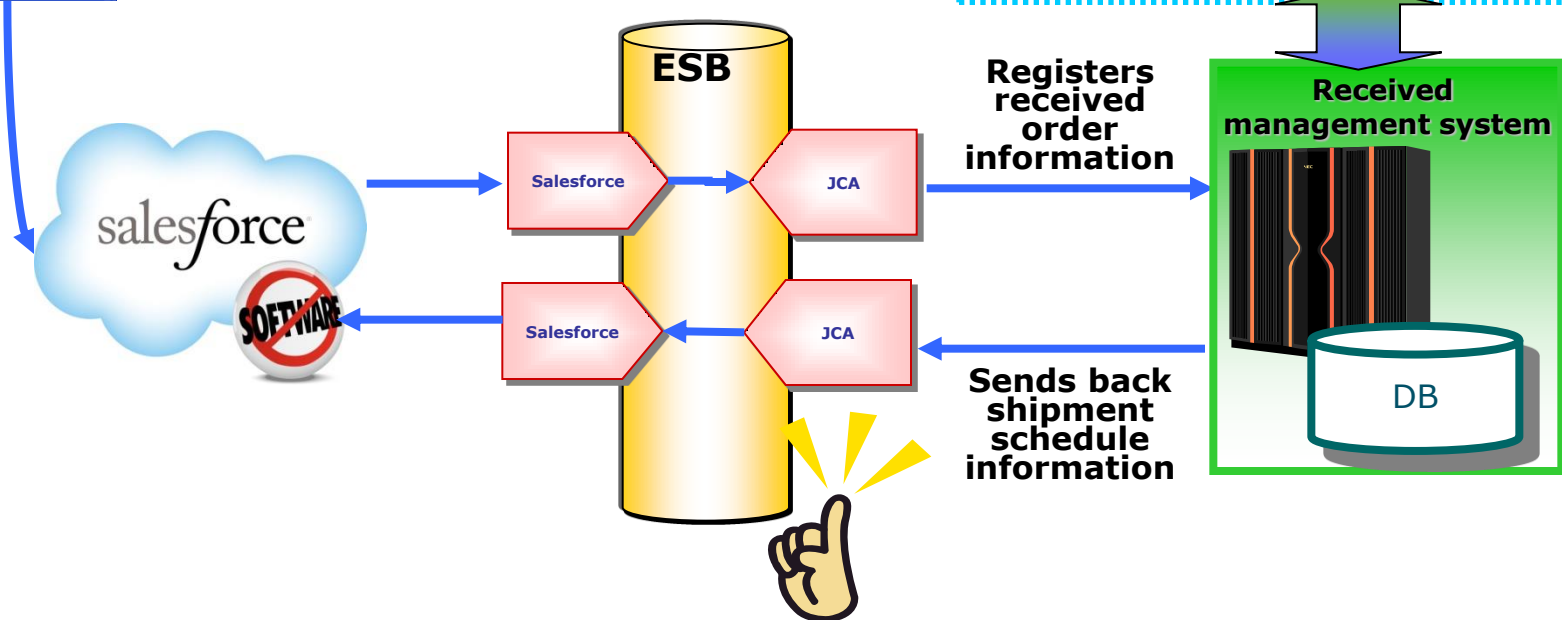 ESB
Registers
received
order
information
Received
management system
Salesforce
JCA
salesforce
SOFTWARE
Salesforce
JCA
Sends back
shipment
schedule
information
DB
NEC